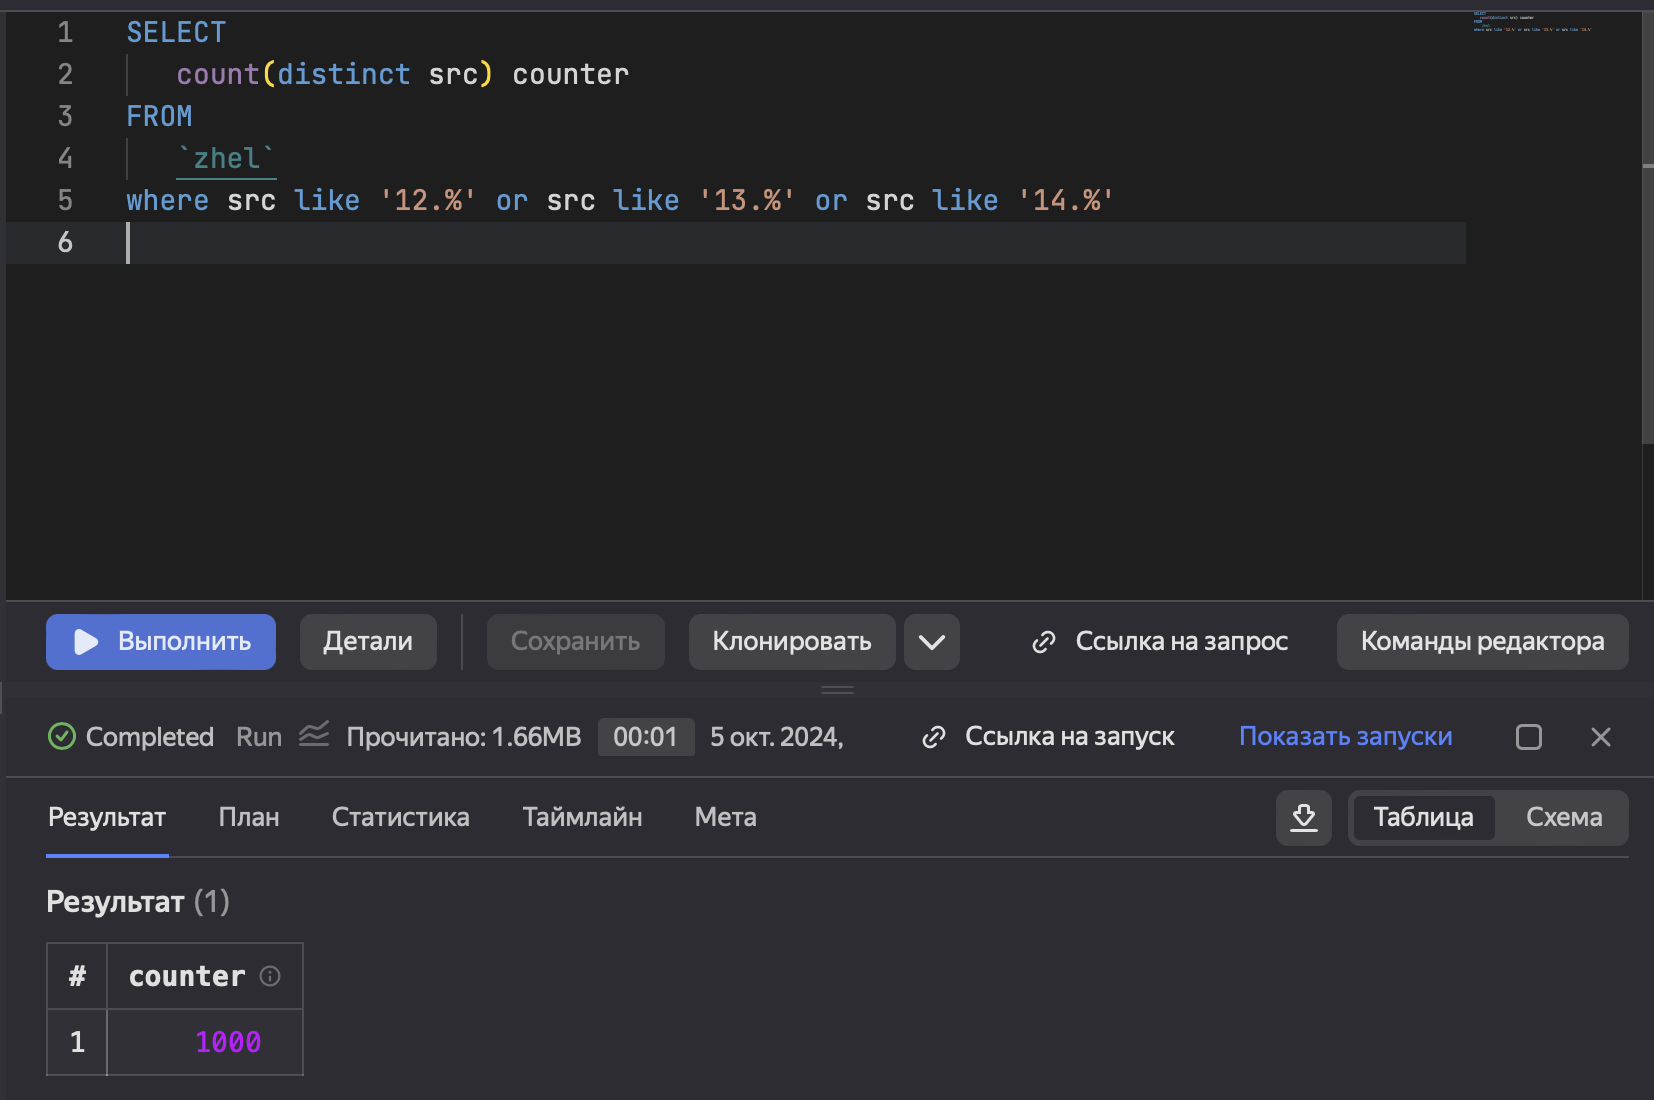 1 SELECT
2 count(distinct src) counter
3 FROM
4 `zhel`
5 where src like '12.%' or src like '13.%' or src like '14.%'
6
Выполнить Детали Сохранить Клонировать Ссылка на запрос Команды редактора
Completed Run Прочитано: 1.66MB 00:01 5 окт. 2024, Ссылка на запуск Показать запуски
Результат План Статистика Таймлайн Мета Таблица Схема
Результат (1)
# counter
1 1000